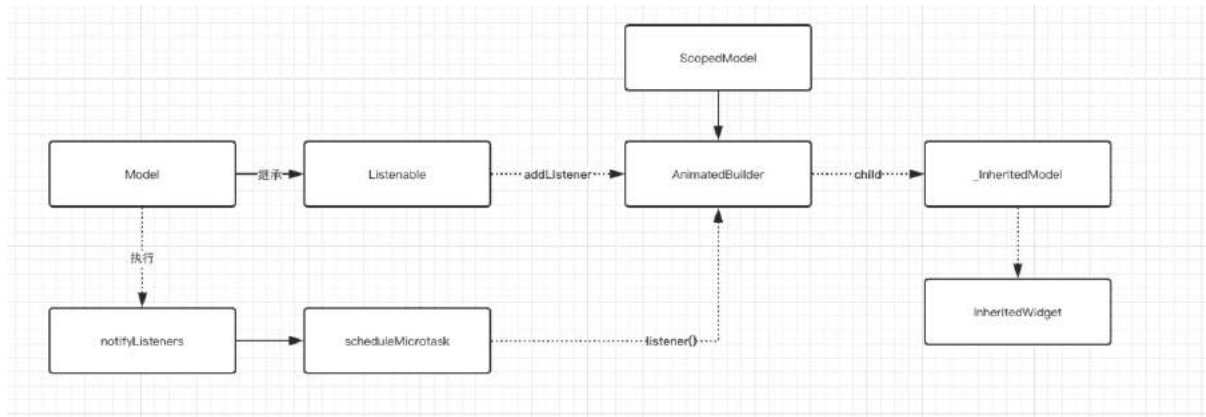 ScopedModel
Model
继承
Listenable
addListener
AnimatedBuilder
child
_InheritedModel
执行
InheritedWidget
notifyListeners
scheduleMicrotask
listener()